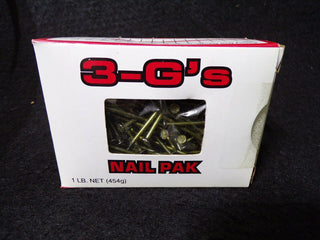 3-G's
NAIL PAK
1 LB. NET (454g)